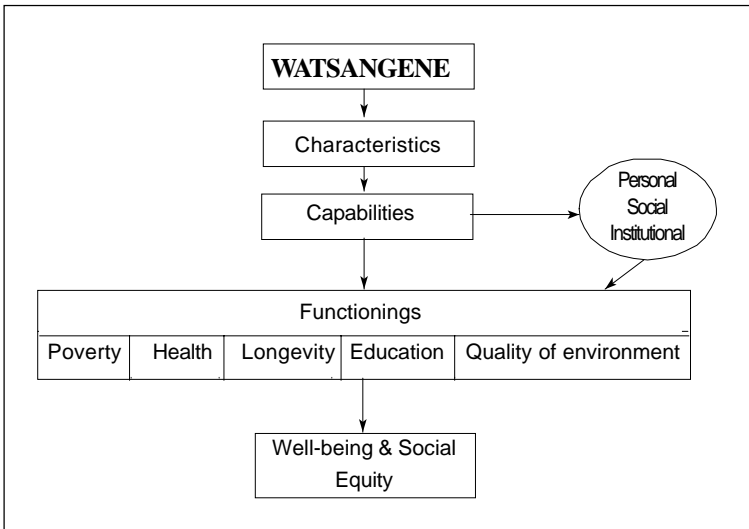 WATSANGENE
Characteristics
Capabilities
Personal
Social
Institutional
Functionings
Poverty Health Longevity Education Quality of environment
Well-being & Social
Equity